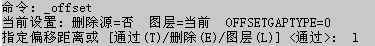 命令: _offset
当前设置: 删除源=否  图层=当前  OFFSETGAPTYPE=0
指定偏移距离或 [通过(T)/删除(E)/图层(L)] <通过>:  1